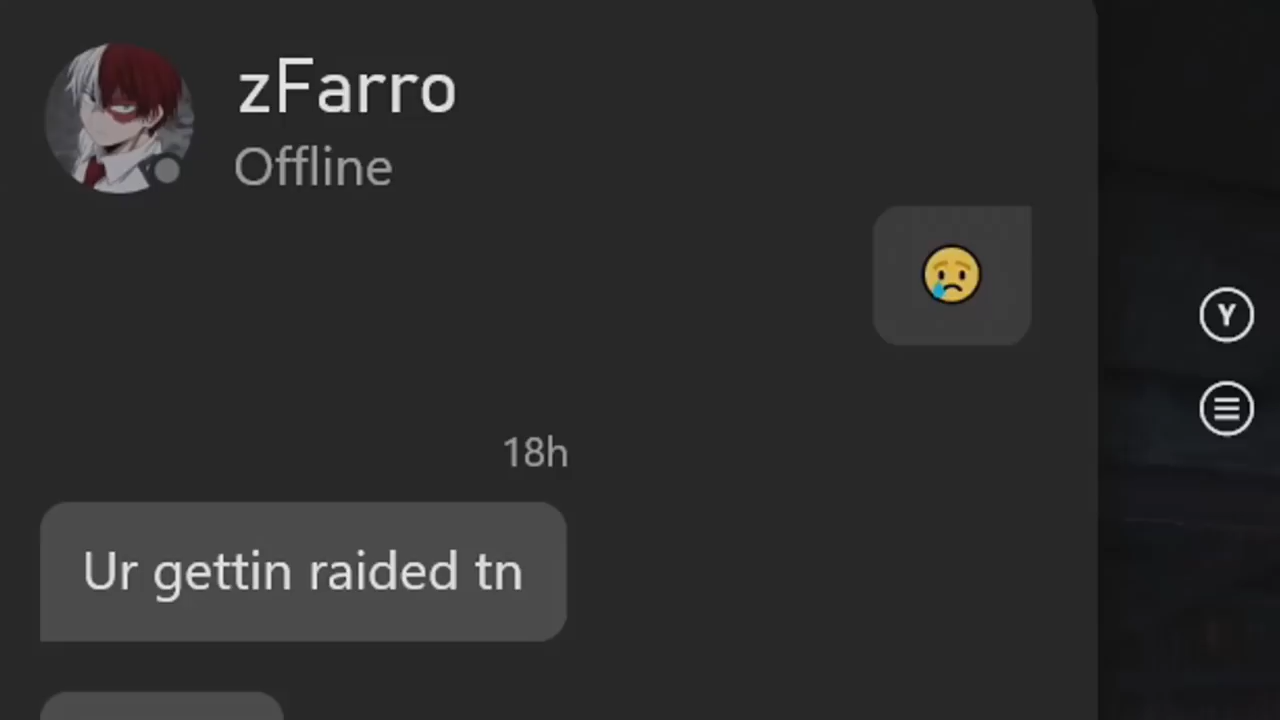 zFarro
Offline
😢
18h
Ur gettin raided tn
Y